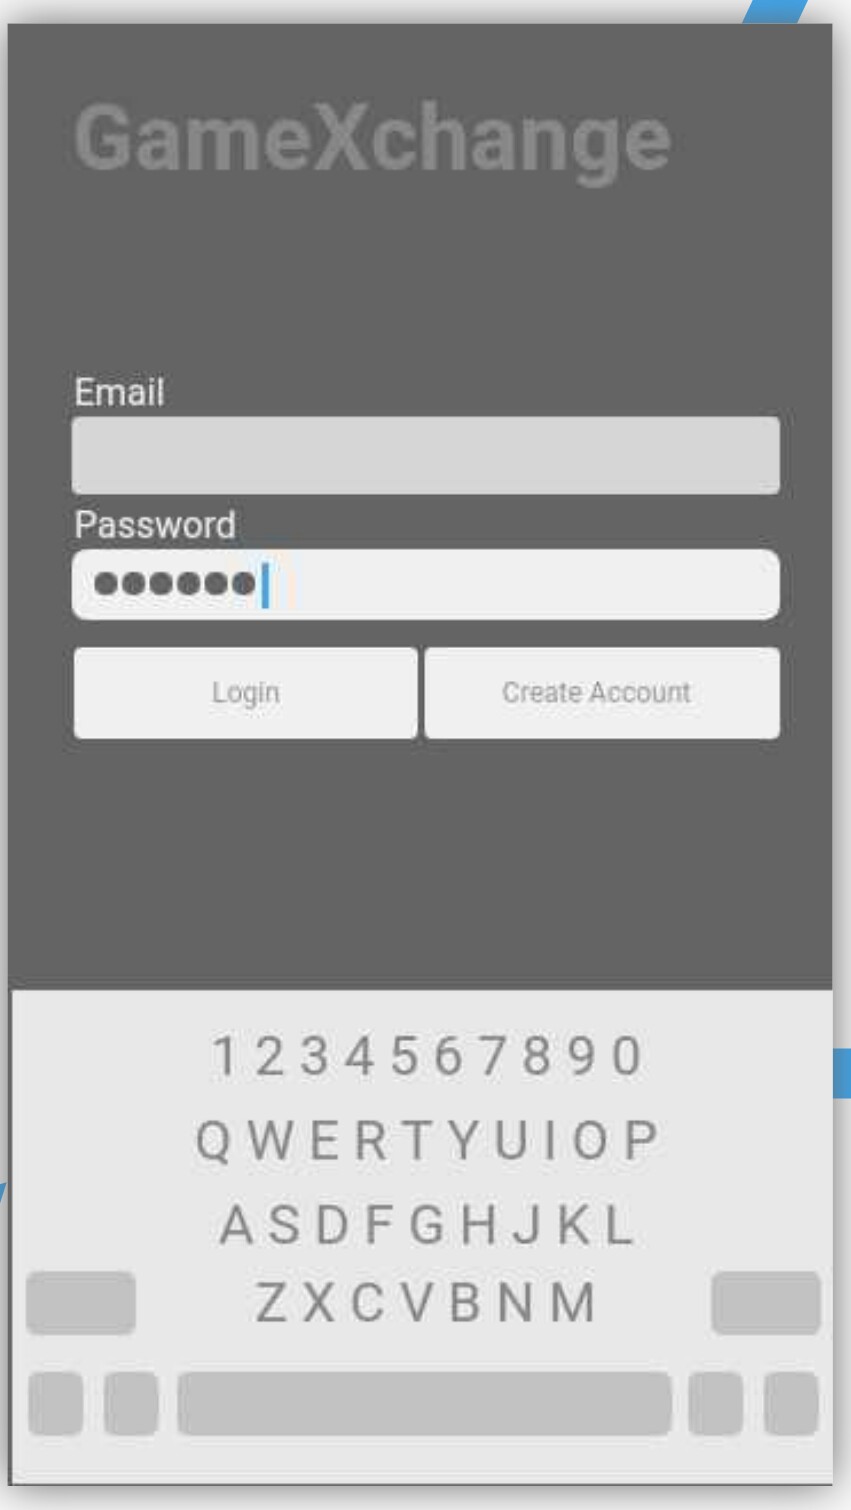 GameXchange
Email
Password
●●●●●●
Login Create Account
1 2 3 4 5 6 7 8 9 0
Q W E R T Y U I O P
A S D F G H J K L
Z X C V B N M